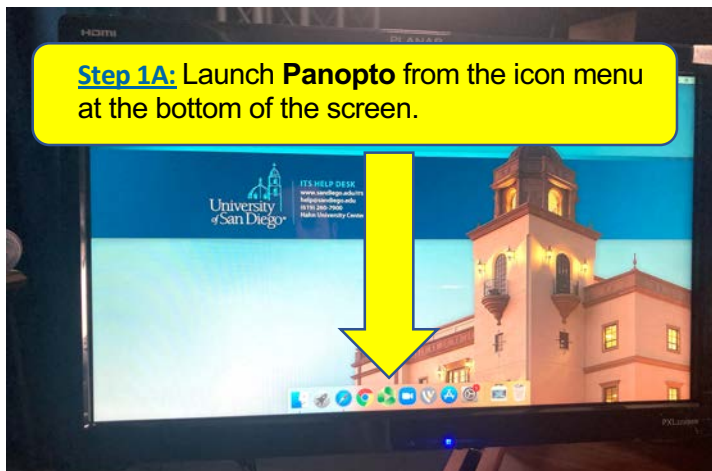 HDMI
PLANAR
Step 1A: Launch Panopto from the icon menu
at the bottom of the screen.
University
of San Diego®
ITS HELP DESK
www.sandiego.edu/its
help@sandiego.edu
(619) 260-7900
Hahn University Center